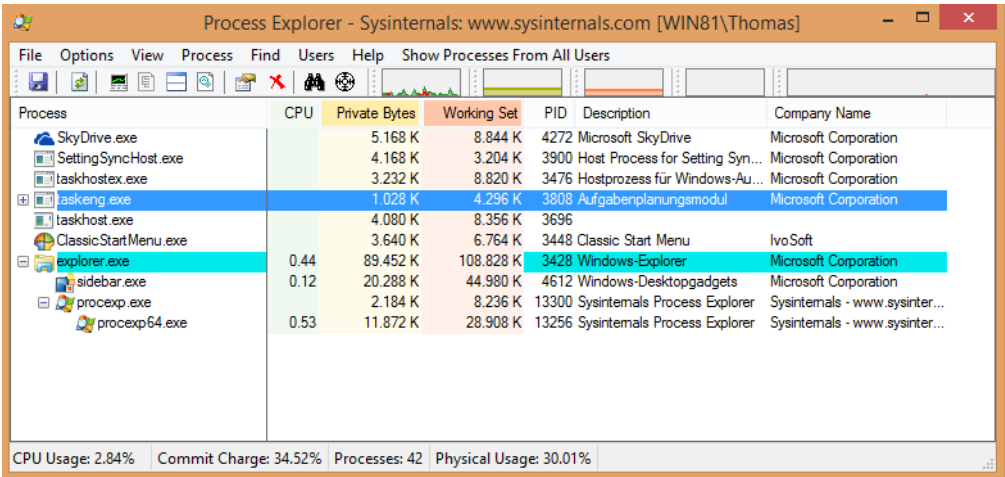 Process Explorer - Sysinternals: www.sysinternals.com [WIN81\Thomas]
File Options View Process Find Users Help Show Processes From All Users
Process CPU Private Bytes Working Set PID Description Company Name
SkyDrive.exe 5.168 K 8.844 K 4272 Microsoft SkyDrive Microsoft Corporation
SettingSyncHost.exe 4.168 K 3.204 K 3900 Host Process for Setting Syn... Microsoft Corporation
taskhostex.exe 3.232 K 8.820 K 3476 Hostprozess für Windows-Au... Microsoft Corporation
taskeng.exe 1.028 K 4.296 K 3808 Aufgabenplanungsmodul Microsoft Corporation
taskhost.exe 4.080 K 8.356 K 3696
ClassicStartMenu.exe 3.640 K 6.764 K 3448 Classic Start Menu IvoSoft
explorer.exe 0.44 89.452 K 108.828 K 3428 Windows-Explorer Microsoft Corporation
sidebar.exe 0.12 20.288 K 44.980 K 4612 Windows-Desktopgadgets Microsoft Corporation
procexp.exe 2.184 K 8.236 K 13300 Sysinternals Process Explorer Sysinternals - www.sysinter...
procexp64.exe 0.53 11.872 K 28.908 K 13256 Sysinternals Process Explorer Sysinternals - www.sysinter...
CPU Usage: 2.84% Commit Charge: 34.52% Processes: 42 Physical Usage: 30.01%